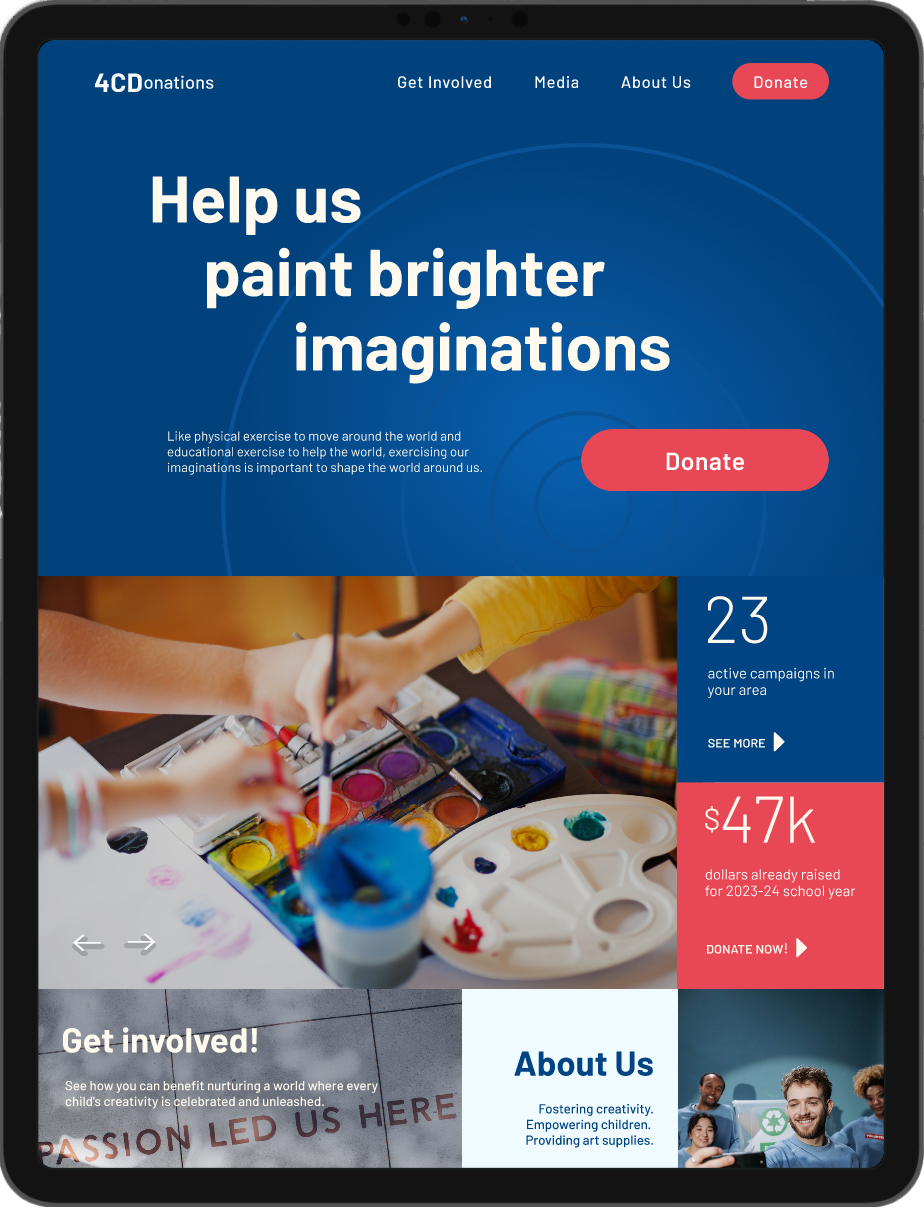 4CDonations
Get Involved
Media
About Us
Donate
Help us
paint brighter
imaginations
Like physical exercise to move around the world and
educational exercise to help the world, exercising our
imaginations is important to shape the world around us.
Donate
23
active campaigns in
your area
SEE MORE
$47k
dollars already raised
for 2023-24 school year
DONATE NOW!
Get involved!
See how you can benefit nurturing a world where every
child's creativity is celebrated and unleashed.
PASSION LED US HERE
About Us
Fostering creativity.
Empowering children.
Providing art supplies.